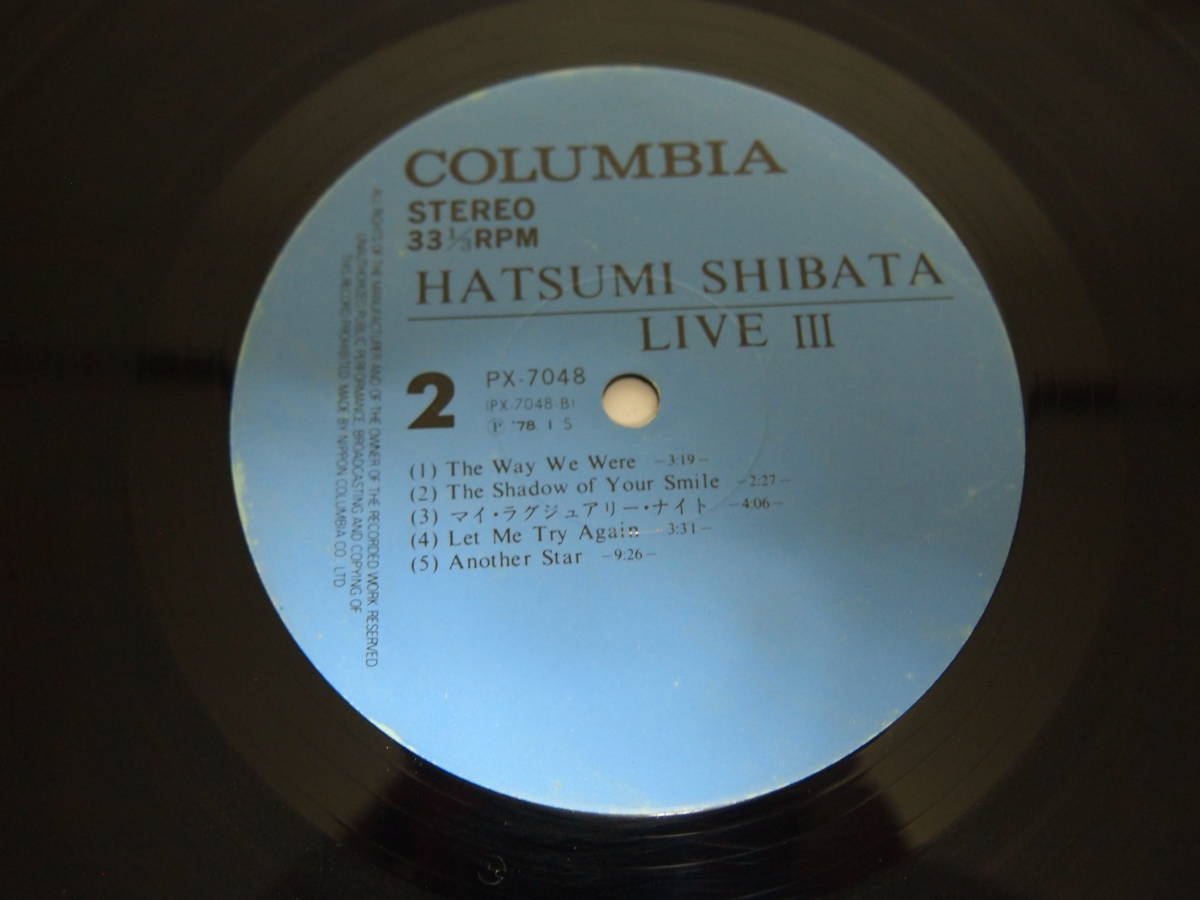 COLUMBIA
STEREO
33 1/3 RPM
HATSUMI SHIBATA
LIVE III
2
PX-7048
(PX-7048-B)
Ⓟ '78. 1 S
(1) The Way We Were -3:19-
(2) The Shadow of Your Smile -2:27-
(3) マイ・ラグジュアリー・ナイト -4:06-
(4) Let Me Try Again -3:31-
(5) Another Star -9:26-
ALL RIGHTS OF THE MANUFACTURER AND OF THE OWNER OF THE RECORDED WORK RESERVED
UNAUTHORISED PUBLIC PERFORMANCE, BROADCASTING AND COPYING OF
THIS RECORD PROHIBITED. MADE BY NIPPON COLUMBIA CO. LTD